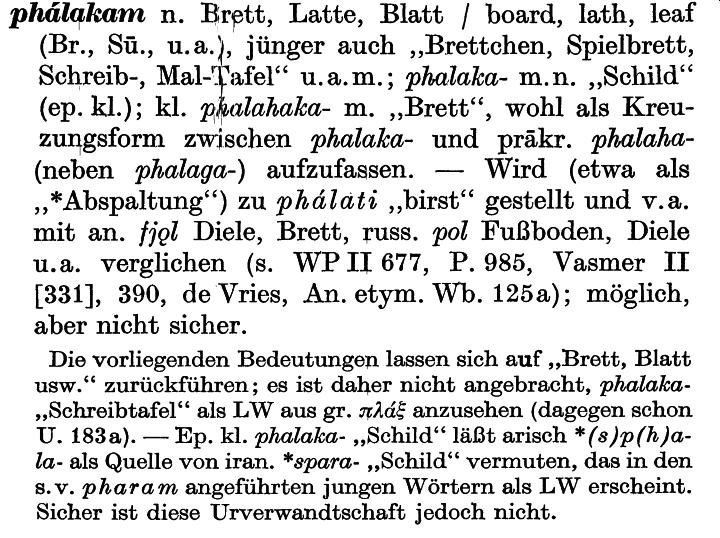 phálakam n. Brett, Latte, Blatt / board, lath, leaf
(Br., Sū., u.a.), jünger auch „Brettchen, Spielbrett,
Schreib-, Mal-Tafel“ u.a.m.; phalaka- m.n. „Schild“
(ep. kl.); kl. phalahaka- m. „Brett“, wohl als Kreu-
zungsform zwischen phalaka- und prākr. phalaha-
(neben phalaga-) aufzufassen. — Wird (etwa als
„*Abspaltung“) zu phálati „birst“ gestellt und v.a.
mit an. fjǫl Diele, Brett, russ. pol Fußboden, Diele
u.a. verglichen (s. WP II 677, P. 985, Vasmer II
[331], 390, de Vries, An. etym. Wb. 125a); möglich,
aber nicht sicher.
Die vorliegenden Bedeutungen lassen sich auf „Brett, Blatt
usw.“ zurückführen; es ist daher nicht angebracht, phalaka-
„Schreibtafel“ als LW aus gr. πλάξ anzusehen (dagegen schon
U. 183a). — Ep. kl. phalaka- „Schild“ läßt arisch *(s)p(h)a-
la- als Quelle von iran. *spara- „Schild“ vermuten, das in den
s.v. pharam angeführten jungen Wörtern als LW erscheint.
Sicher ist diese Urverwandtschaft jedoch nicht.